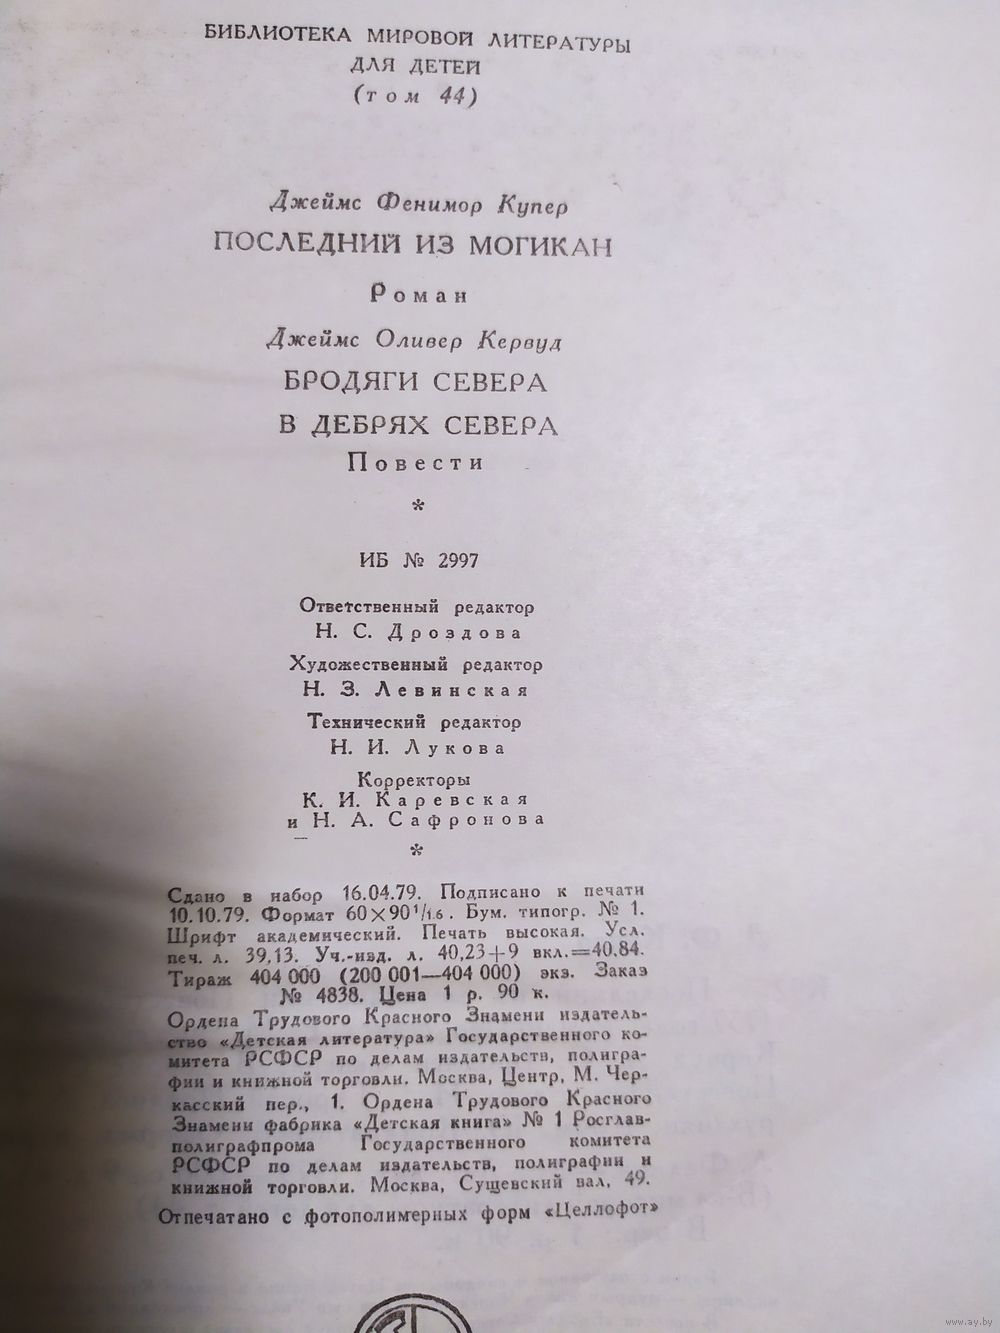 БИБЛИОТЕКА МИРОВОЙ ЛИТЕРАТУРЫ
ДЛЯ ДЕТЕЙ
(том 44)
Джеймс Фенимор Купер
ПОСЛЕДНИЙ ИЗ МОГИКАН
Роман
Джеймс Оливер Кервуд
БРОДЯГИ СЕВЕРА
В ДЕБРЯХ СЕВЕРА
Повести
*
ИБ № 2997
Ответственный редактор
Н. С. Дроздова
Художественный редактор
Н. З. Левинская
Технический редактор
Н. И. Лукова
Корректоры
К. И. Каревская
и Н. А. Сафронова
*
Сдано в набор 16.04.79. Подписано к печати
10.10.79. Формат 60×90¹/₁₆. Бум. типогр. № 1.
Шрифт академический. Печать высокая. Усл.
печ. л. 39,13. Уч.-изд. л. 40,23+9 вкл.=40,84.
Тираж 404 000 (200 001—404 000) экз. Заказ
№ 4838. Цена 1 р. 90 к.
Ордена Трудового Красного Знамени издатель-
ство «Детская литература» Государственного ко-
митета РСФСР по делам издательств, полигра-
фии и книжной торговли. Москва, Центр, М. Чер-
касский пер., 1. Ордена Трудового Красного
Знамени фабрика «Детская книга» № 1 Росглав-
полиграфпрома Государственного комитета
РСФСР по делам издательств, полиграфии и
книжной торговли. Москва, Сущевский вал, 49.
Отпечатано с фотополимерных форм «Целлофот»
www.ay.by